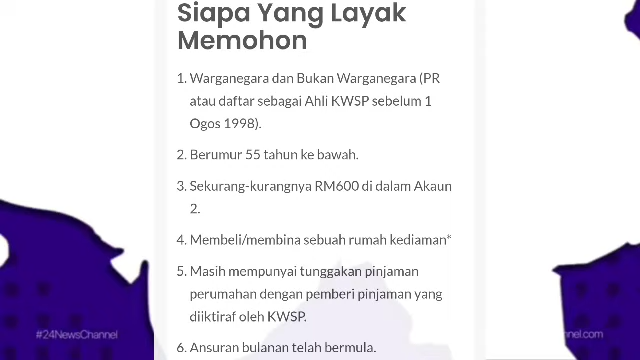 Siapa Yang Layak
Memohon
1. Warganegara dan Bukan Warganegara (PR
atau daftar sebagai Ahli KWSP sebelum 1
Ogos 1998).
2. Berumur 55 tahun ke bawah.
3. Sekurang-kurangnya RM600 di dalam Akaun
2.
4. Membeli/membina sebuah rumah kediaman*
5. Masih mempunyai tunggakan pinjaman
perumahan dengan pemberi pinjaman yang
diiktiraf oleh KWSP.
#24NewsChannel
nel.com
6. Ansuran bulanan telah bermula.